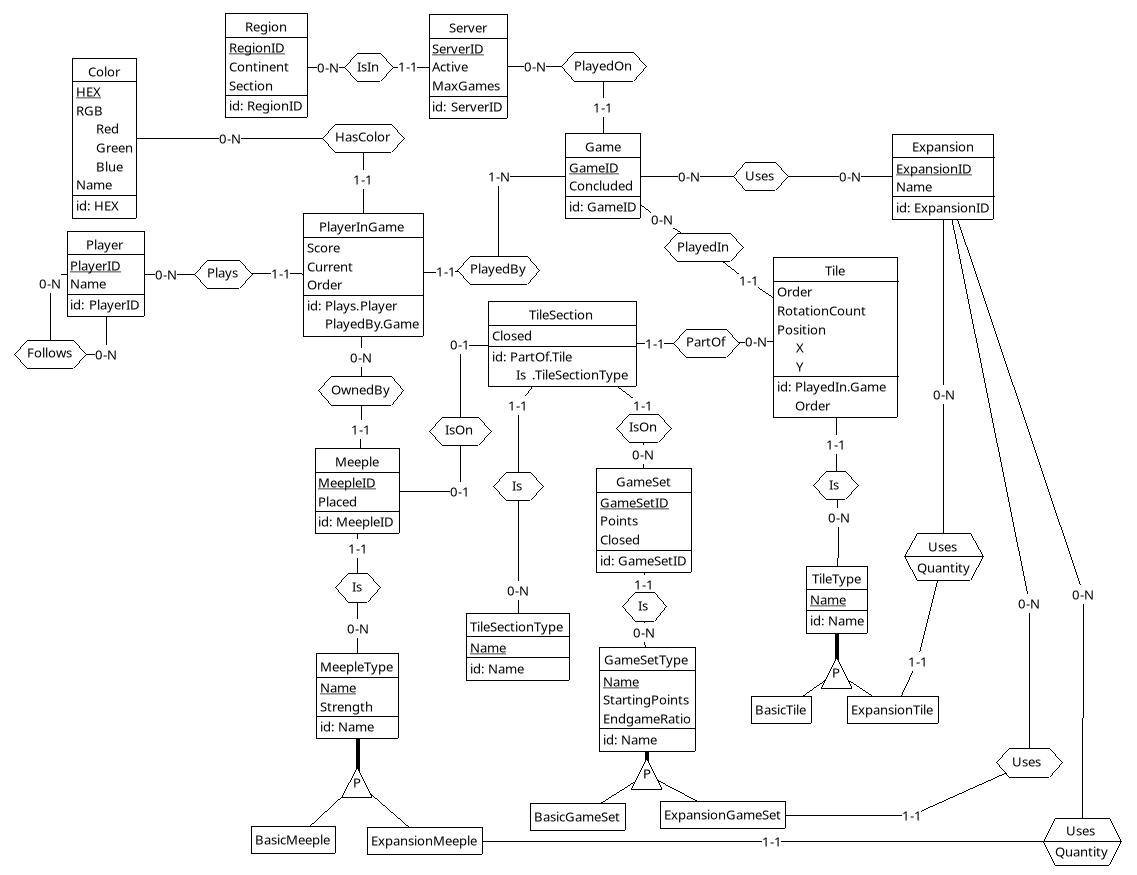 Region
RegionID
Continent
Section
id: RegionID
0-N
IsIn
1-1
Server
ServerID
Active
MaxGames
id: ServerID
0-N
PlayedOn
1-1
Color
HEX
RGB
Red
Green
Blue
Name
id: HEX
0-N
HasColor
1-1
Game
GameID
Concluded
id: GameID
0-N
Uses
0-N
Expansion
ExpansionID
Name
id: ExpansionID
1-N
PlayedBy
1-1
0-N
PlayedIn
1-1
Player
PlayerID
Name
id: PlayerID
0-N
Follows
0-N
0-N
Plays
1-1
PlayerInGame
Score
Current
Order
id: Plays.Player
PlayedBy.Game
0-N
OwnedBy
1-1
TileSection
Closed
id: PartOf.Tile
Is .TileSectionType
1-1
PartOf
0-N
Tile
Order
RotationCount
Position
X
Y
id: PlayedIn.Game
Order
0-1
IsOn
0-1
1-1
Is
0-N
1-1
IsOn
0-N
1-1
Is
0-N
Meeple
MeepleID
Placed
id: MeepleID
1-1
Is
0-N
GameSet
GameSetID
Points
Closed
id: GameSetID
1-1
Is
0-N
TileType
Name
id: Name
P
BasicTile
ExpansionTile
0-N
Uses
Quantity
1-1
TileSectionType
Name
id: Name
MeepleType
Name
Strength
id: Name
P
BasicMeeple
ExpansionMeeple
GameSetType
Name
StartingPoints
EndgameRatio
id: Name
P
BasicGameSet
ExpansionGameSet
0-N
Uses
1-1
0-N
Uses
Quantity
1-1